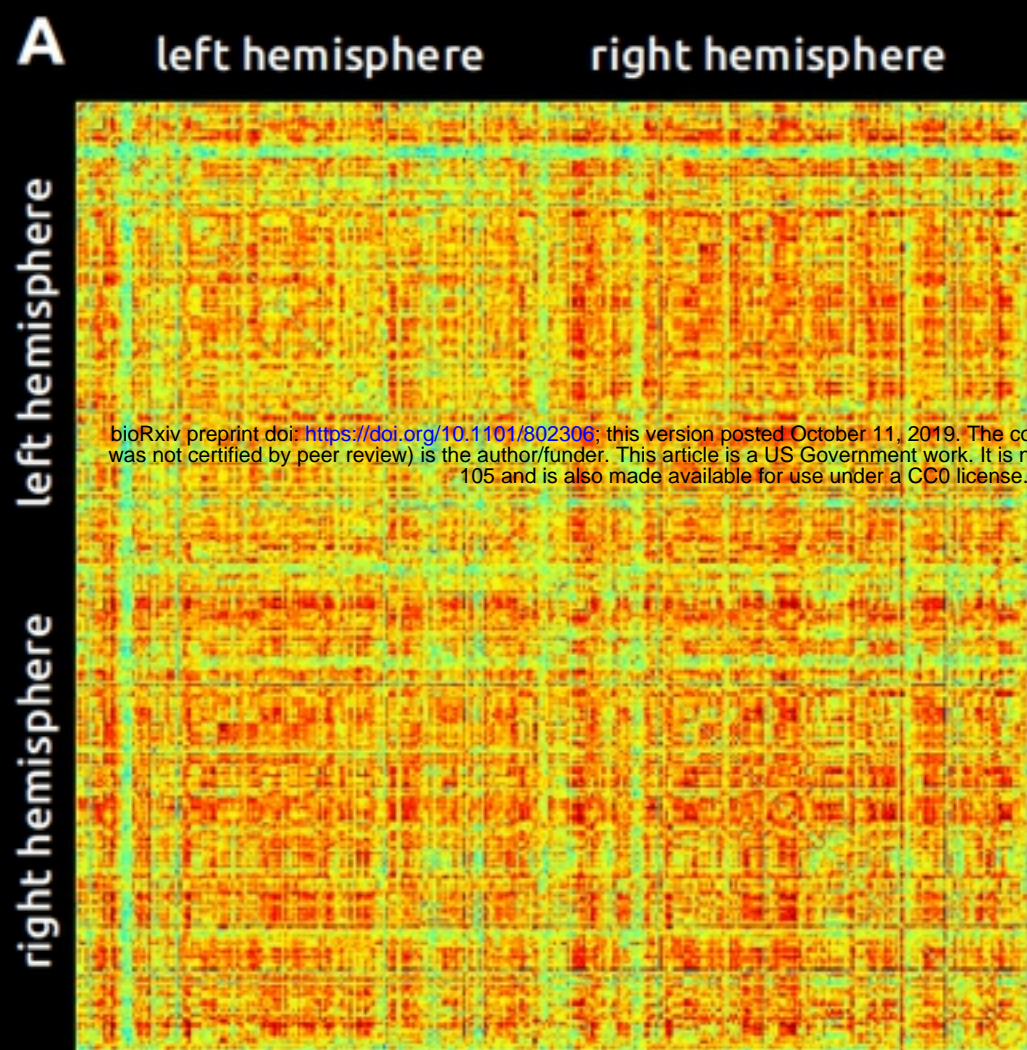 A
left hemisphere right hemisphere
left hemisphere
bioRxiv preprint doi: https://doi.org/10.1101/802306; this version posted October 11, 2019. The
was not certified by peer review) is the author/funder. This article is a US Government work. It is
105 and is also made available for use under a CC0 license.
right hemisphere